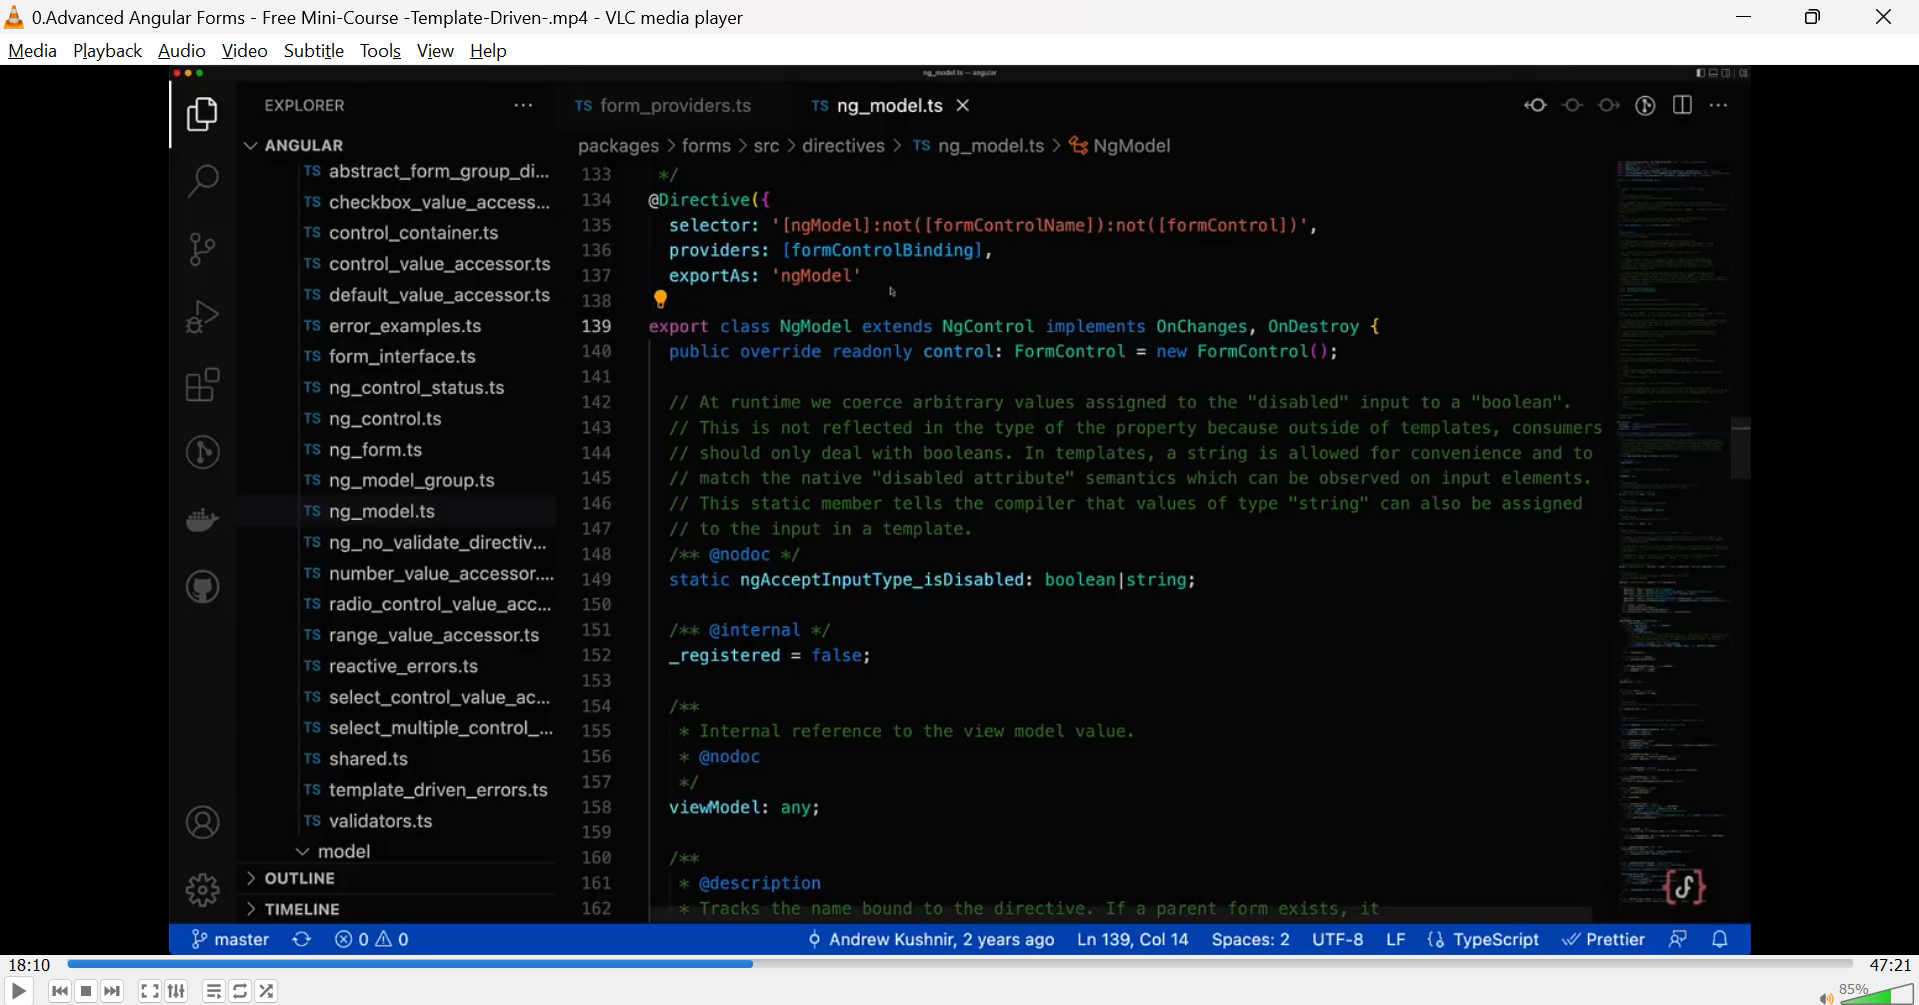 0.Advanced Angular Forms - Free Mini-Course -Template-Driven-.mp4 - VLC media player
Media Playback Audio Video Subtitle Tools View Help
ng_model.ts — angular
EXPLORER
ANGULAR
TS abstract_form_group_di...
TS checkbox_value_access...
TS control_container.ts
TS control_value_accessor.ts
TS default_value_accessor.ts
TS error_examples.ts
TS form_interface.ts
TS ng_control_status.ts
TS ng_control.ts
TS ng_form.ts
TS ng_model_group.ts
TS ng_model.ts
TS ng_no_validate_directiv...
TS number_value_accessor....
TS radio_control_value_acc...
TS range_value_accessor.ts
TS reactive_errors.ts
TS select_control_value_ac...
TS select_multiple_control_...
TS shared.ts
TS template_driven_errors.ts
TS validators.ts
model
OUTLINE
TIMELINE
TS form_providers.ts TS ng_model.ts
packages > forms > src > directives > TS ng_model.ts > NgModel
133 */
134 @Directive({
135 selector: '[ngModel]:not([formControlName]):not([formControl])',
136 providers: [formControlBinding],
137 exportAs: 'ngModel'
138
139 export class NgModel extends NgControl implements OnChanges, OnDestroy {
140 public override readonly control: FormControl = new FormControl();
141
142 // At runtime we coerce arbitrary values assigned to the "disabled" input to a "boolean".
143 // This is not reflected in the type of the property because outside of templates, consumers
144 // should only deal with booleans. In templates, a string is allowed for convenience and to
145 // match the native "disabled attribute" semantics which can be observed on input elements.
146 // This static member tells the compiler that values of type "string" can also be assigned
147 // to the input in a template.
148 /** @nodoc */
149 static ngAcceptInputType_isDisabled: boolean|string;
150
151 /** @internal */
152 _registered = false;
153
154 /**
155 * Internal reference to the view model value.
156 * @nodoc
157 */
158 viewModel: any;
159
160 /**
161 * @description
162 * Tracks the name bound to the directive. If a parent form exists, it
master 0 0 Andrew Kushnir, 2 years ago Ln 139, Col 14 Spaces: 2 UTF-8 LF {} TypeScript Prettier
18:10 47:21
85%